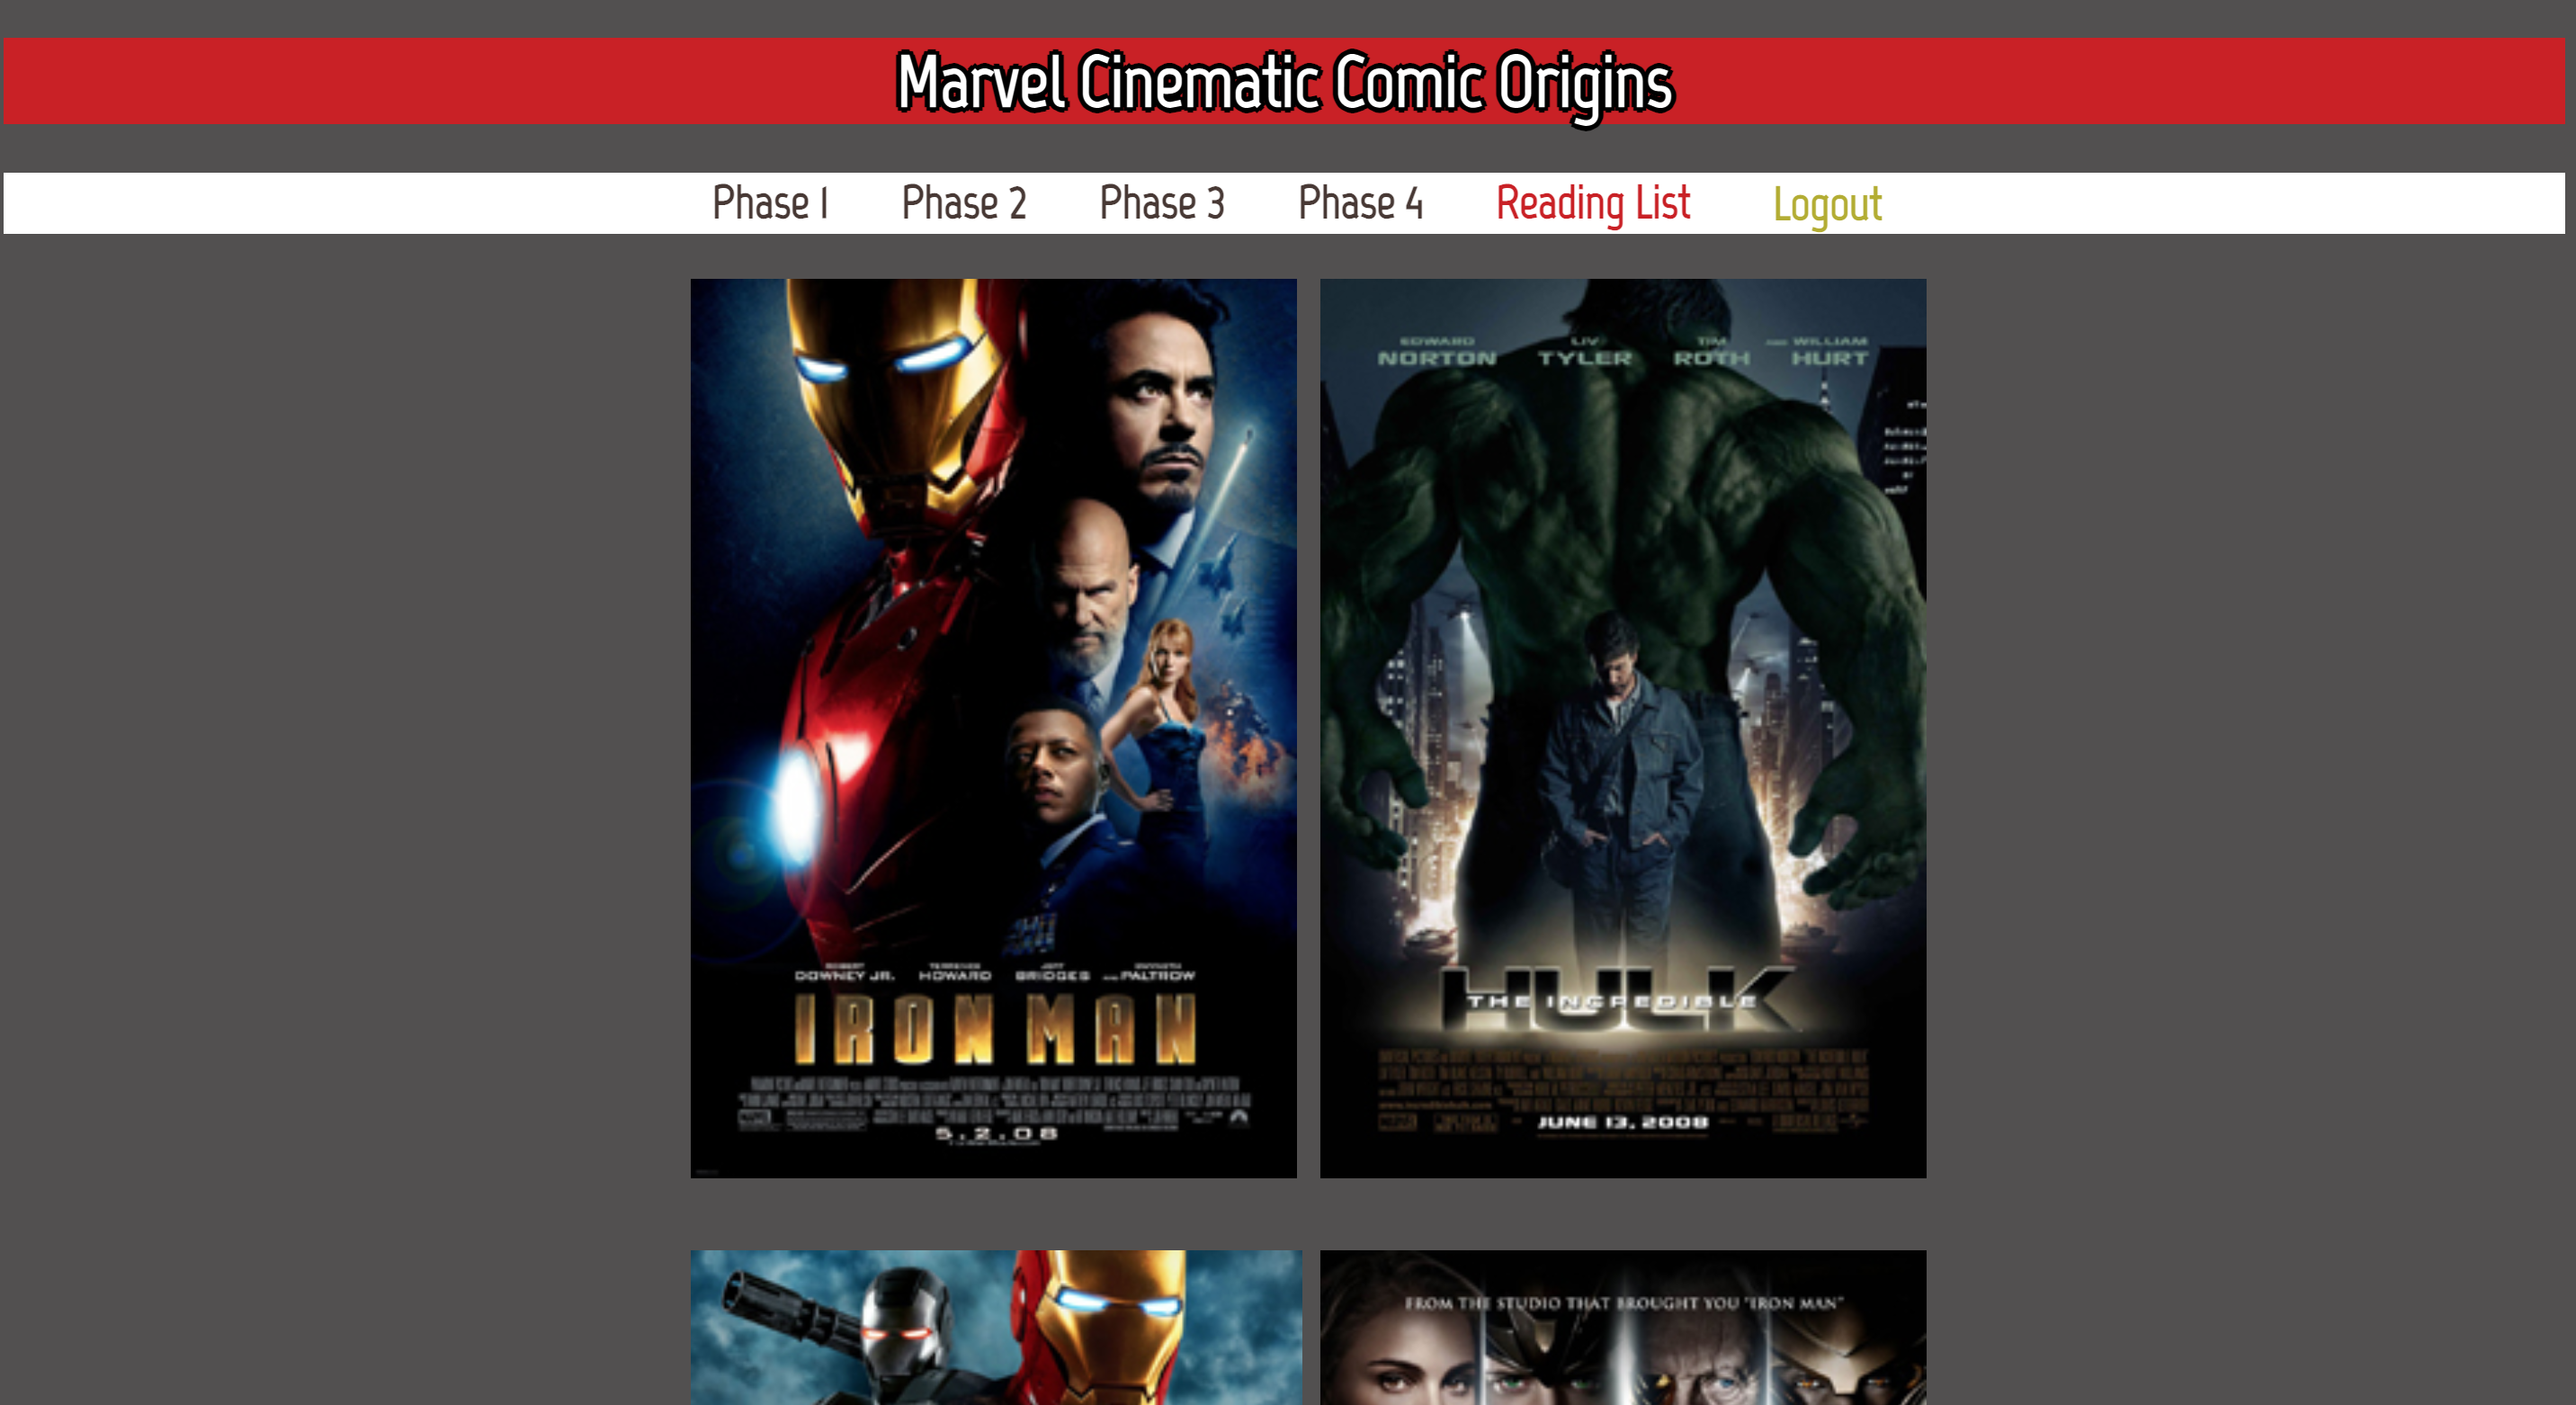 Marvel Cinematic Comic Origins
Phase 1 Phase 2 Phase 3 Phase 4 Reading List Logout
EDWARD NORTON LIV TYLER TIM ROTH AND WILLIAM HURT
ROBERT DOWNEY JR. TERRENCE HOWARD JEFF BRIDGES AND GWYNETH PALTROW
IRON MAN
5.2.08
THE INCREDIBLE
HULK
JUNE 13, 2008
FROM THE STUDIO THAT BROUGHT YOU "IRON MAN"